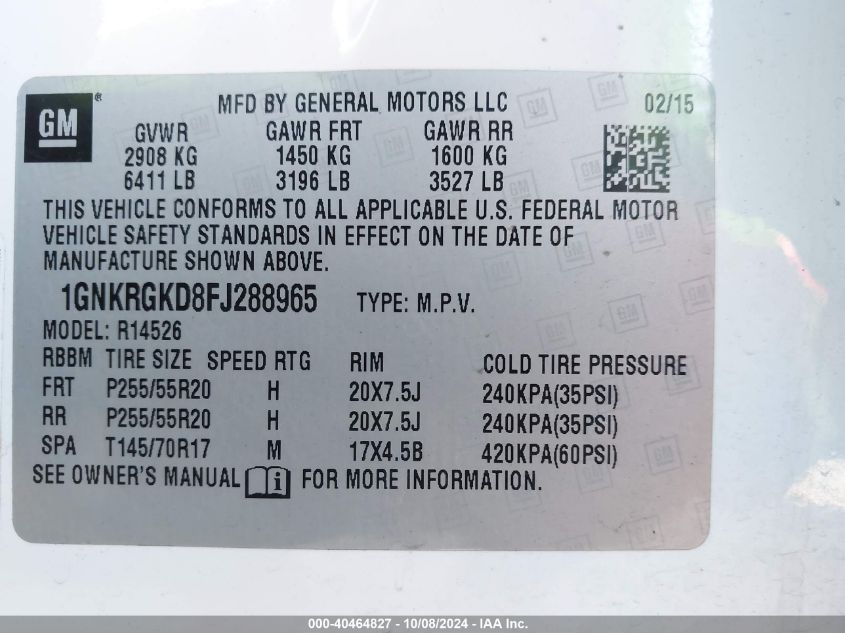 GM ®
MFD BY GENERAL MOTORS LLC 02/15
GVWR GAWR FRT GAWR RR
2908 KG 1450 KG 1600 KG
6411 LB 3196 LB 3527 LB
THIS VEHICLE CONFORMS TO ALL APPLICABLE U.S. FEDERAL MOTOR
VEHICLE SAFETY STANDARDS IN EFFECT ON THE DATE OF
MANUFACTURE SHOWN ABOVE.
1GNKRGKD8FJ288965 TYPE: M.P.V.
MODEL: R14526
RBBM TIRE SIZE SPEED RTG RIM COLD TIRE PRESSURE
FRT P255/55R20 H 20X7.5J 240KPA(35PSI)
RR P255/55R20 H 20X7.5J 240KPA(35PSI)
SPA T145/70R17 M 17X4.5B 420KPA(60PSI)
SEE OWNER'S MANUAL i FOR MORE INFORMATION.
000-40464827 - 10/08/2024 - IAA Inc.